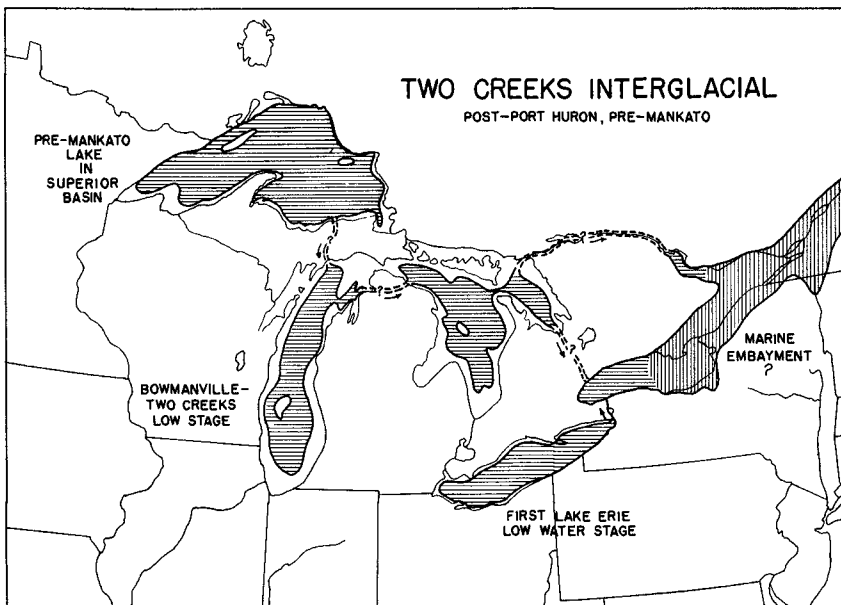 TWO CREEKS INTERGLACIAL
POST-PORT HURON, PRE-MANKATO
PRE-MANKATO
LAKE
IN
SUPERIOR
BASIN
?
?
?
?
MARINE
EMBAYMENT
?
BOWMANVILLE-
TWO CREEKS
LOW STAGE
FIRST LAKE ERIE
LOW WATER STAGE